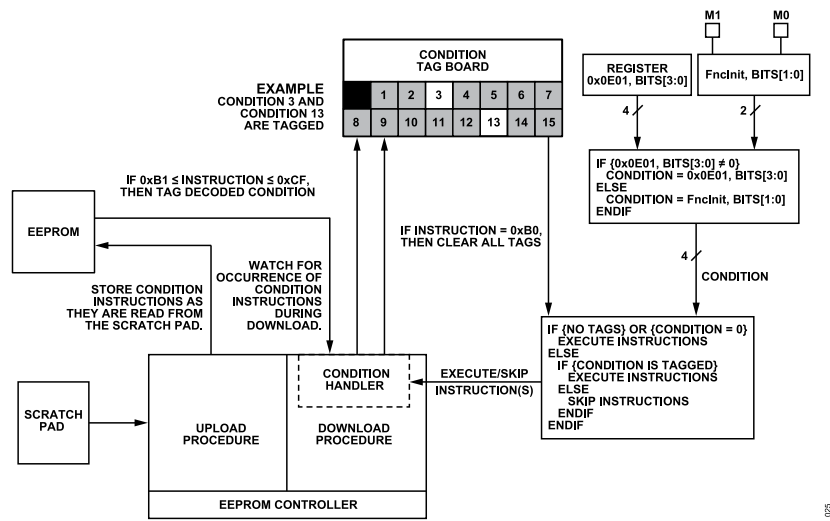 M1
M0
CONDITION
TAG BOARD
REGISTER
0x0E01, BITS[3:0]
FncInit, BITS[1:0]
EXAMPLE
CONDITION 3 AND
CONDITION 13
ARE TAGGED
1 2 3 4 5 6 7
8 9 10 11 12 13 14 15
4
2
IF {0x0E01, BITS[3:0] ≠ 0}
CONDITION = 0x0E01, BITS[3:0]
ELSE
CONDITION = FncInit, BITS[1:0]
ENDIF
IF 0xB1 ≤ INSTRUCTION ≤ 0xCF,
THEN TAG DECODED CONDITION
EEPROM
IF INSTRUCTION = 0xB0,
THEN CLEAR ALL TAGS
4
CONDITION
STORE CONDITION
INSTRUCTIONS AS
THEY ARE READ FROM
THE SCRATCH PAD.
WATCH FOR
OCCURRENCE OF
CONDITION
INSTRUCTIONS
DURING
DOWNLOAD.
IF {NO TAGS} OR {CONDITION = 0}
EXECUTE INSTRUCTIONS
ELSE
IF {CONDITION IS TAGGED}
EXECUTE INSTRUCTIONS
ELSE
SKIP INSTRUCTIONS
ENDIF
ENDIF
CONDITION
HANDLER
EXECUTE/SKIP
INSTRUCTION(S)
SCRATCH
PAD
UPLOAD
PROCEDURE
DOWNLOAD
PROCEDURE
EEPROM CONTROLLER
025